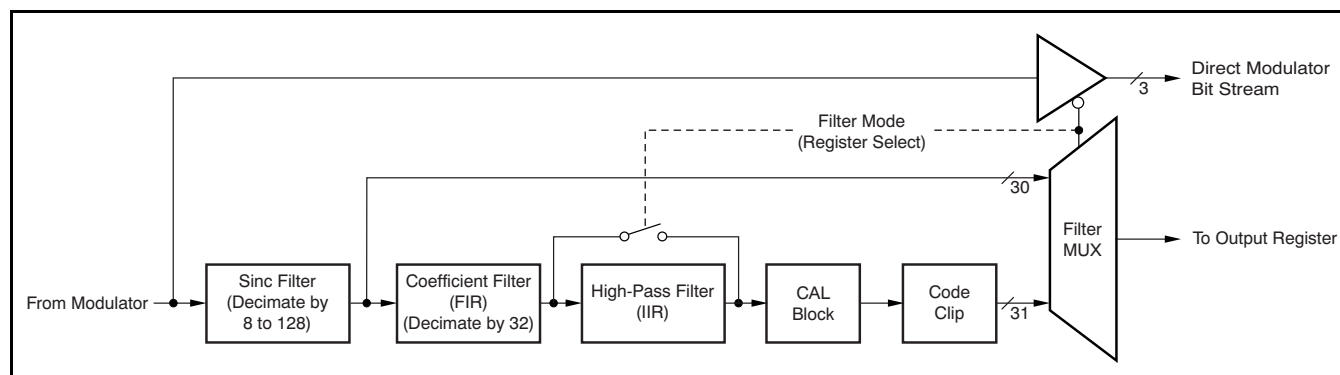 Direct Modulator
Bit Stream
3
Filter Mode
(Register Select)
30
Filter
MUX
To Output Register
From Modulator
Sinc Filter
(Decimate by
8 to 128)
Coefficient Filter
(FIR)
(Decimate by 32)
High-Pass Filter
(IIR)
CAL
Block
Code
Clip
31